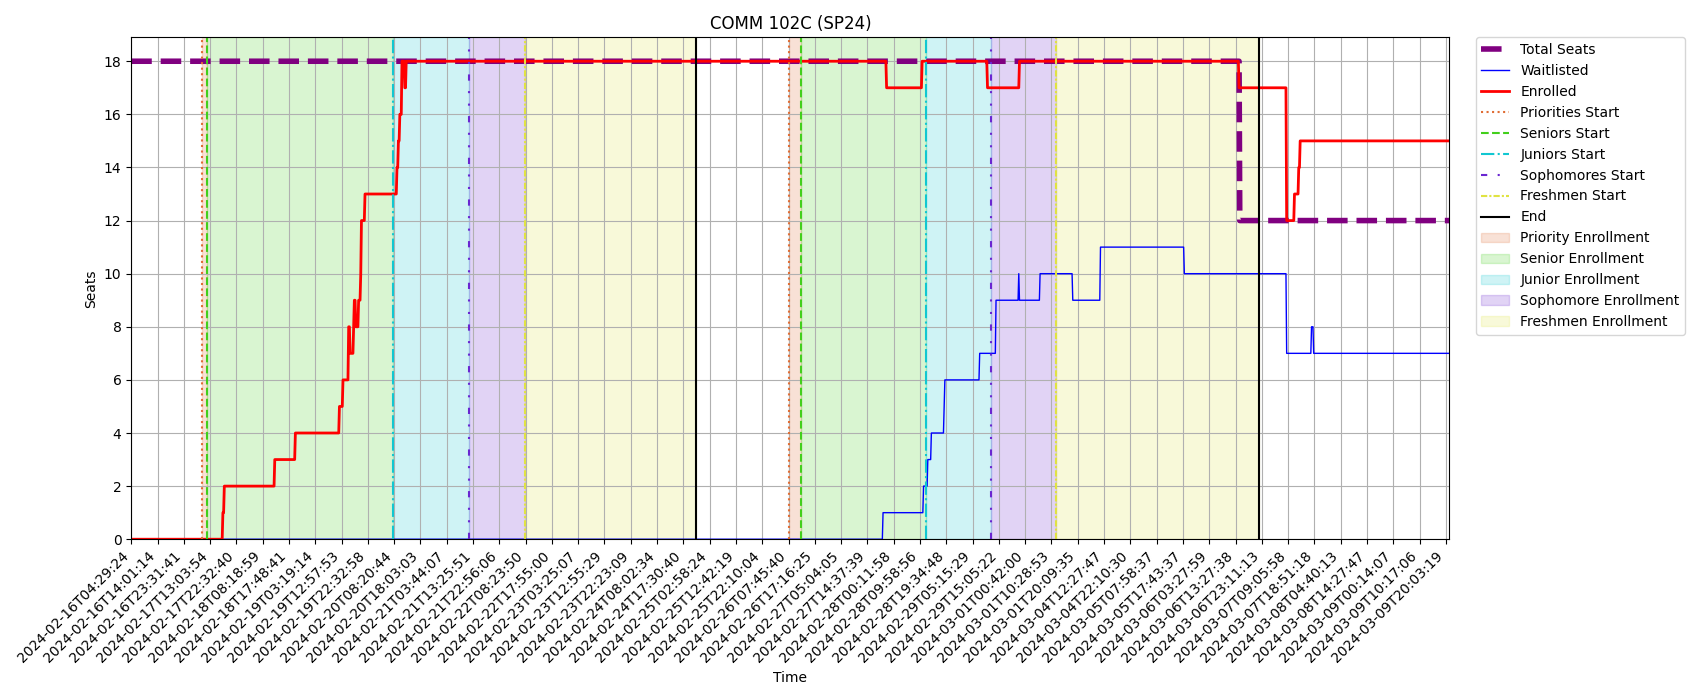 COMM 102C (SP24)
Total Seats
Waitlisted
Enrolled
Priorities Start
Seniors Start
Juniors Start
Sophomores Start
Freshmen Start
End
Priority Enrollment
Senior Enrollment
Junior Enrollment
Sophomore Enrollment
Freshmen Enrollment
Seats
18
16
14
12
10
8
6
4
2
0
2024-02-16T04:29:24
2024-02-16T14:01:14
2024-02-16T23:31:41
2024-02-17T13:03:54
2024-02-17T22:32:40
2024-02-18T08:18:59
2024-02-18T17:48:41
2024-02-19T03:19:14
2024-02-19T12:57:53
2024-02-19T22:32:58
2024-02-20T08:20:44
2024-02-20T18:03:03
2024-02-21T03:44:07
2024-02-21T13:25:51
2024-02-21T22:56:05
2024-02-22T08:23:50
2024-02-22T17:55:00
2024-02-23T03:25:07
2024-02-23T12:55:29
2024-02-23T22:23:09
2024-02-24T08:02:34
2024-02-24T17:30:40
2024-02-25T02:58:24
2024-02-25T12:42:19
2024-02-25T22:10:04
2024-02-26T07:45:40
2024-02-26T17:16:25
2024-02-27T05:04:05
2024-02-27T14:37:39
2024-02-28T00:11:58
2024-02-28T09:58:56
2024-02-28T19:34:48
2024-02-29T05:15:29
2024-02-29T15:05:22
2024-03-01T00:42:00
2024-03-01T10:28:53
2024-03-01T20:09:35
2024-03-04T12:27:47
2024-03-04T22:10:30
2024-03-05T07:58:37
2024-03-05T17:43:37
2024-03-06T03:27:59
2024-03-06T13:27:38
2024-03-06T23:11:13
2024-03-07T09:05:58
2024-03-07T18:51:18
2024-03-08T04:40:13
2024-03-08T14:27:47
2024-03-09T00:14:07
2024-03-09T10:17:06
2024-03-09T20:03:19
Time